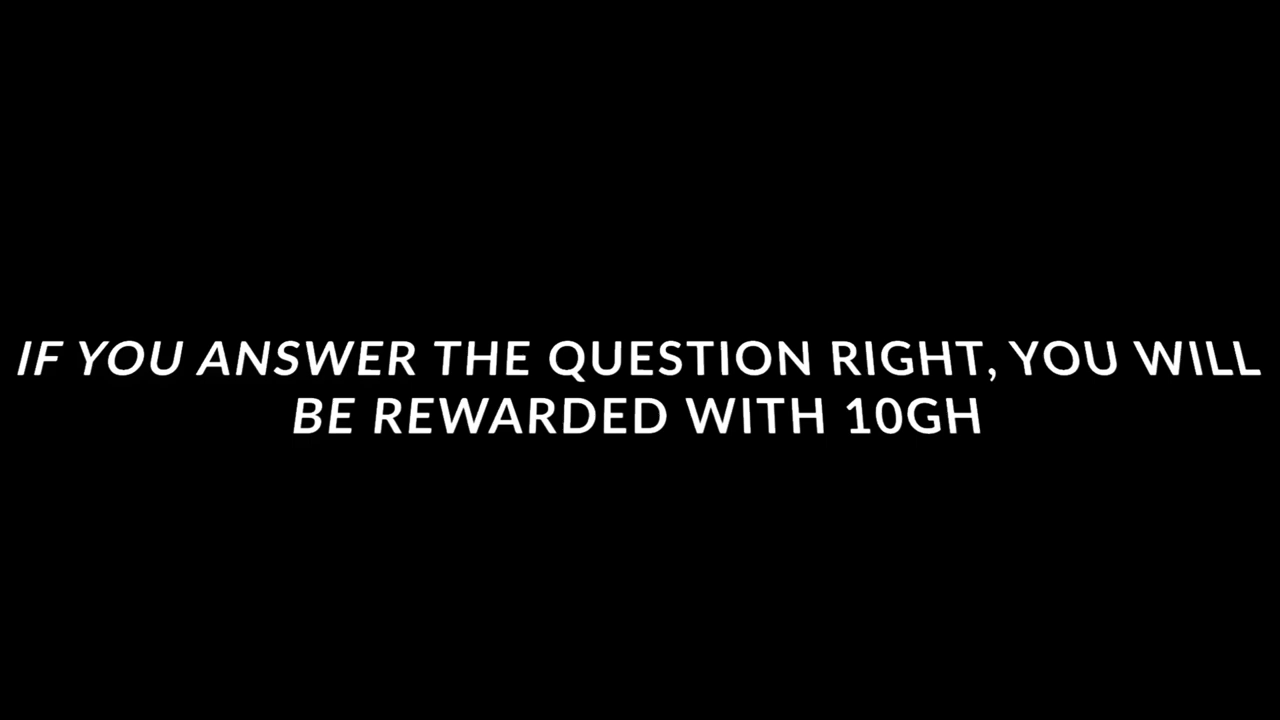 IF YOU ANSWER THE QUESTION RIGHT, YOU WILL
BE REWARDED WITH 10GH